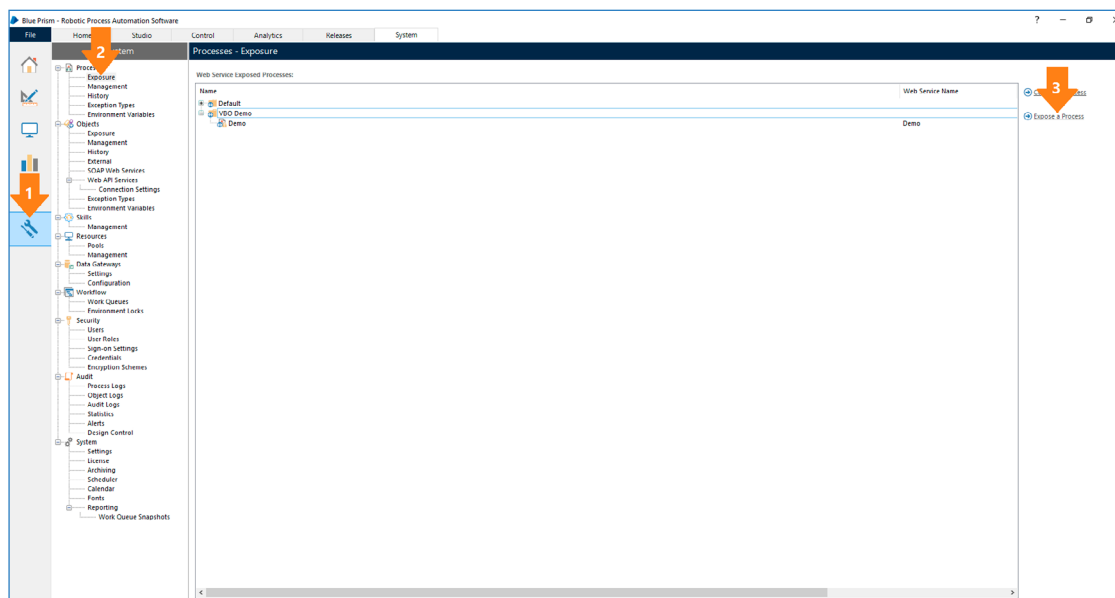 Blue Prism - Robotic Process Automation Software
?
File
Studio
Control
Analytics
Releases
System
2
Processes - Exposure
Exposure
Management
History
Exception Types
Environment Variables
Objects
Exposure
Management
History
External
SOAP Web Services
Web API Services
Connection Settings
Exception Types
Environment Variables
Skills
Management
Resources
Pools
Management
Data Gateways
Settings
Configuration
Workflow
Work Queues
Environment Locks
Security
Users
User Roles
Sign-on Settings
Credentials
Encryption Schemes
Audit
Process Logs
Object Logs
Audit Logs
Statistics
Alerts
Design Control
System
Settings
License
Archiving
Scheduler
Calendar
Fonts
Reporting
Work Queue Snapshots
1
Web Service Exposed Processes:
Name
Web Service Name
Default
VBO Demo
Demo
Demo
3
Expose a Process